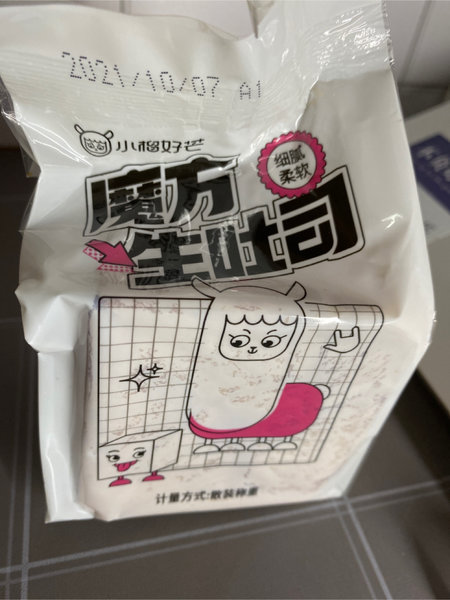 2021/10/07 A1
小榴好芒
细腻
柔软
魔方
生吐司
计量方式:散装称重